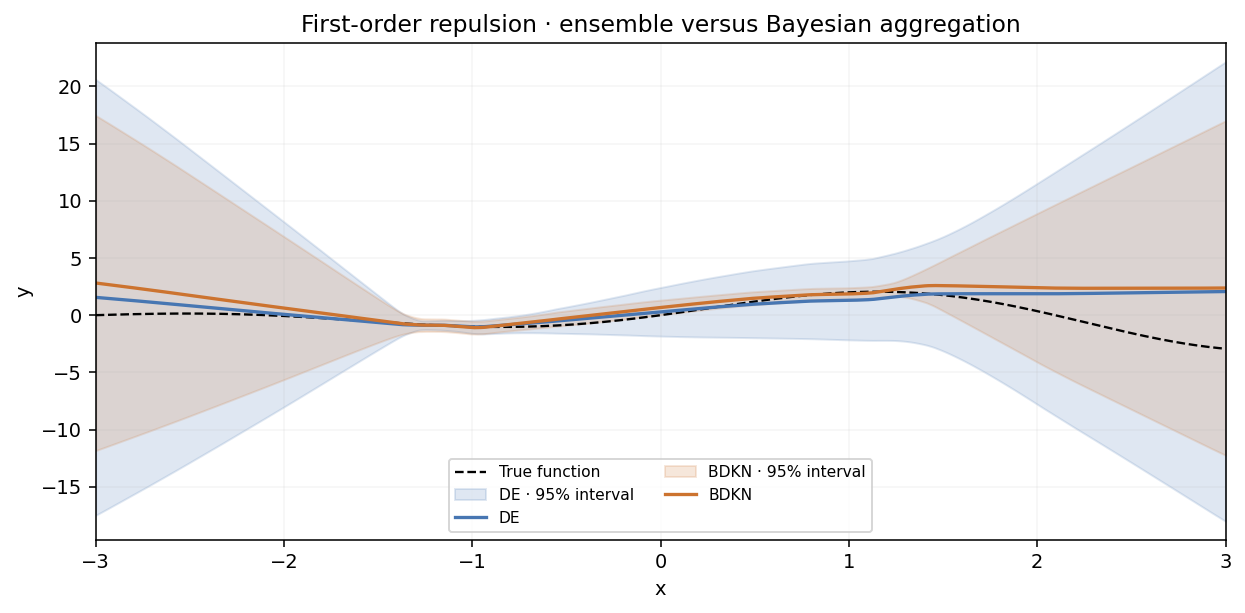 First-order repulsion · ensemble versus Bayesian aggregation
y
20
15
10
5
0
−5
−10
−15
True function
DE · 95% interval
DE
BDKN · 95% interval
BDKN
−3
−2
−1
0
1
2
3
x